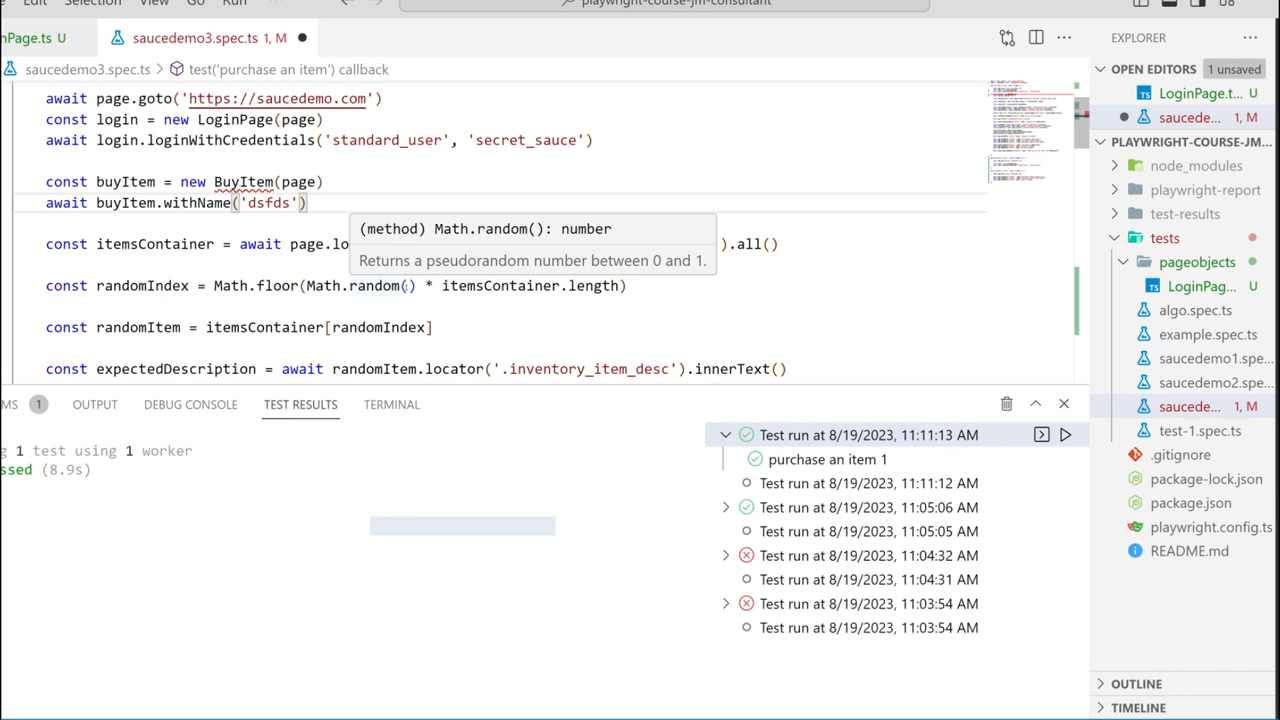 Edit Selection View Go Run playwright-course-jm-consultant
nPage.ts U saucedemo3.spec.ts 1, M
saucedemo3.spec.ts > test('purchase an item') callback
await page.goto('https://saucedemo.com')
const login = new LoginPage(p
await login.loginWithCredential standard_user', 'secret_sauce')
const buyItem = new BuyItem(page)
await buyItem.withName('dsfds')
const itemsContainer = await page.lo ).all()
(method) Math.random(): number
Returns a pseudorandom number between 0 and 1.
const randomIndex = Math.floor(Math.random() * itemsContainer.length)
const randomItem = itemsContainer[randomIndex]
const expectedDescription = await randomItem.locator('.inventory_item_desc').innerText()
MS 1 OUTPUT DEBUG CONSOLE TEST RESULTS TERMINAL
g 1 test using 1 worker
ssed (8.9s)
Test run at 8/19/2023, 11:11:13 AM
purchase an item 1
Test run at 8/19/2023, 11:11:12 AM
Test run at 8/19/2023, 11:05:06 AM
Test run at 8/19/2023, 11:05:05 AM
Test run at 8/19/2023, 11:04:32 AM
Test run at 8/19/2023, 11:04:31 AM
Test run at 8/19/2023, 11:03:54 AM
Test run at 8/19/2023, 11:03:54 AM
EXPLORER
OPEN EDITORS 1 unsaved
LoginPage.t... U
saucede... 1, M
PLAYWRIGHT-COURSE-JM-...
node_modules
playwright-report
test-results
tests
pageobjects
LoginPag... U
algo.spec.ts
example.spec.ts
saucedemo1.spe...
saucedemo2.spe...
saucede... 1, M
test-1.spec.ts
.gitignore
package-lock.json
package.json
playwright.config.ts
README.md
OUTLINE
TIMELINE